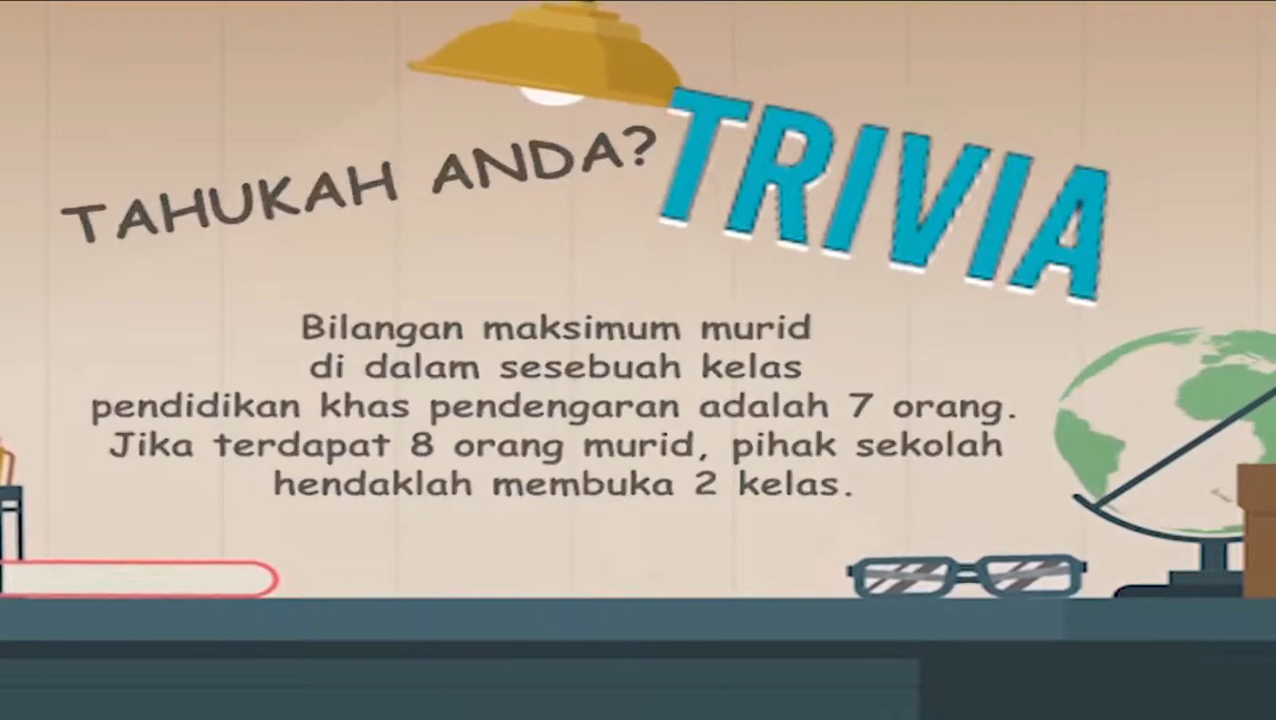 TAHUKAH ANDA?
TRIVIA
Bilangan maksimum murid
di dalam sesebuah kelas
pendidikan khas pendengaran adalah 7 orang.
Jika terdapat 8 orang murid, pihak sekolah
hendaklah membuka 2 kelas.